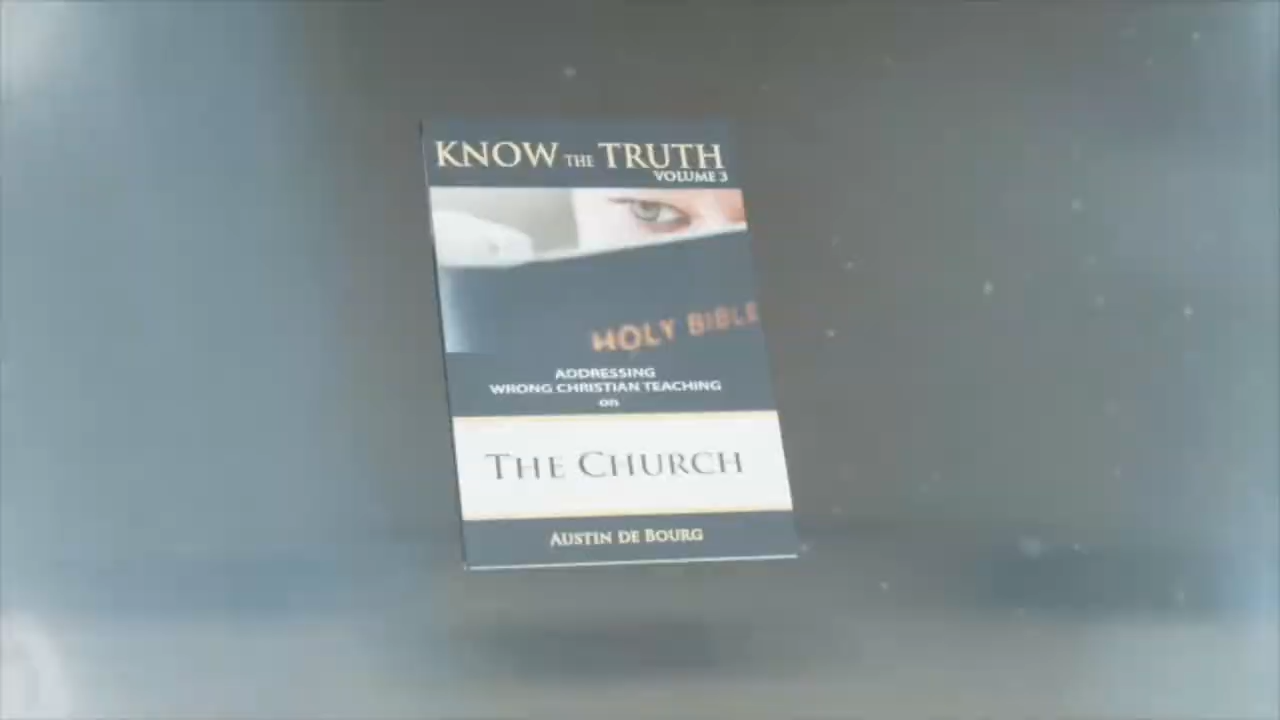 KNOW THE TRUTH
VOLUME 3
HOLY BIBLE
ADDRESSING
WRONG CHRISTIAN TEACHING
on
THE CHURCH
AUSTIN DE BOURG